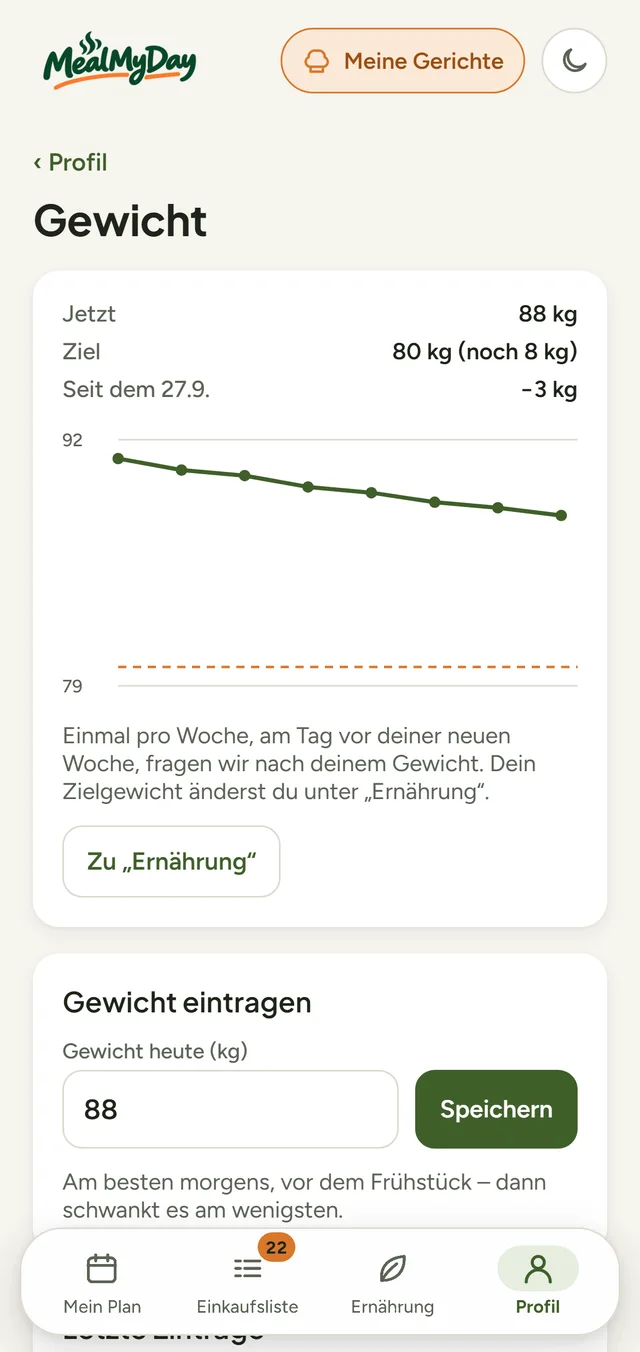 MealMyDay
Meine Gerichte
‹ Profil
Gewicht
Jetzt 88 kg
Ziel 80 kg (noch 8 kg)
Seit dem 27.9. −3 kg
92
79
Einmal pro Woche, am Tag vor deiner neuen
Woche, fragen wir nach deinem Gewicht. Dein
Zielgewicht änderst du unter „Ernährung“.
Zu „Ernährung“
Gewicht eintragen
Gewicht heute (kg)
88
Speichern
Am besten morgens, vor dem Frühstück – dann
schwankt es am wenigsten.
22
Mein Plan Einkaufsliste Ernährung Profil
Letzte Einträge